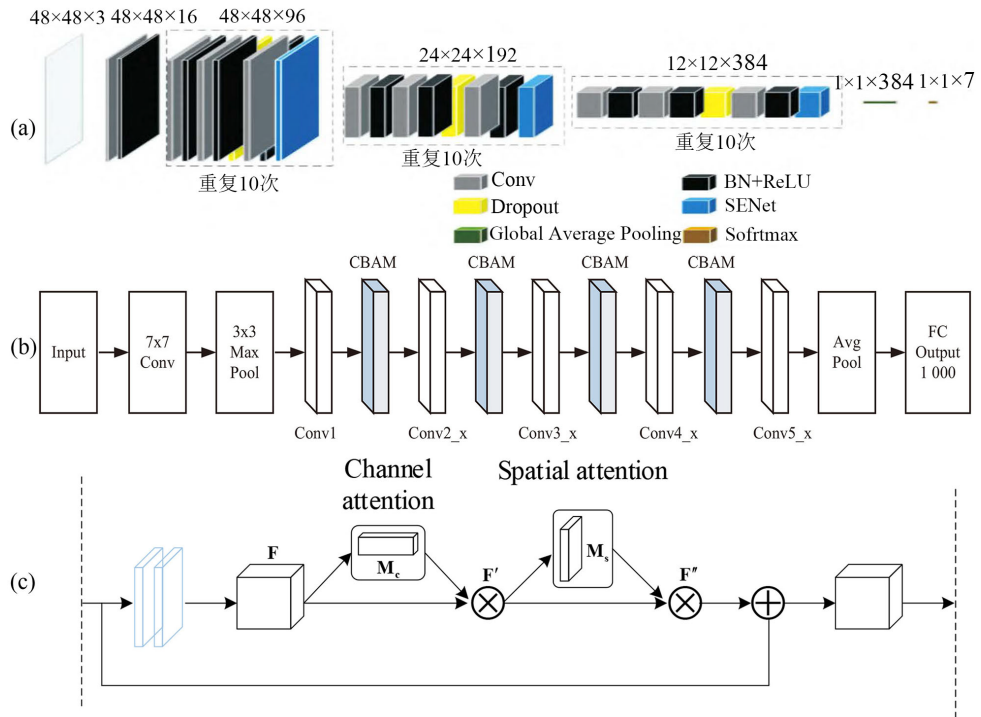 48×48×3
48×48×16
48×48×96
24×24×192
12×12×384
1×1×384
1×1×7
(a)
重复10次
重复10次
重复10次
Conv
BN+ReLU
Dropout
SENet
Global Average Pooling
Sofrtmax
(b)
CBAM
CBAM
CBAM
CBAM
Input
7x7
Conv
3x3
Max
Pool
Avg
Pool
FC
Output
1 000
Conv1
Conv2_x
Conv3_x
Conv4_x
Conv5_x
Channel
attention
Spatial attention
(c)
F
Mc
F′
Ms
F″